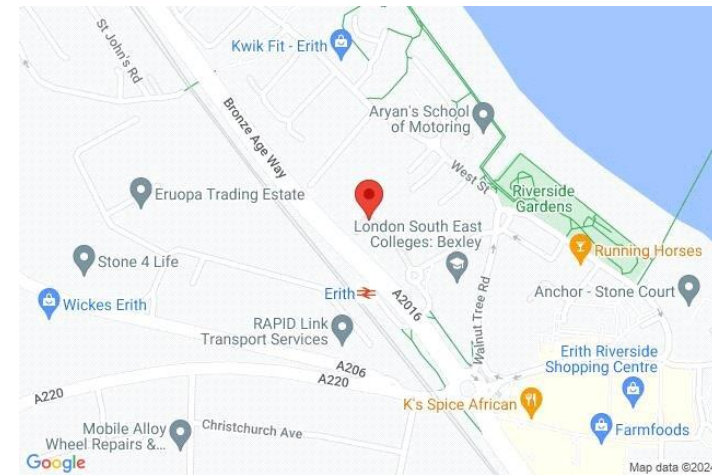 St John's Rd
Kwik Fit - Erith
Bronze Age Way
Aryan's School
of Motoring
West St
Eruopa Trading Estate
Riverside
Gardens
London South East
Colleges: Bexley
Running Horses
Stone 4 Life
Erith
A2016
Walnut Tree Rd
Anchor - Stone Court
Wickes Erith
RAPID Link
Transport Services
A206
Erith Riverside
Shopping Centre
A220
A220
K's Spice African
Mobile Alloy
Wheel Repairs &...
Christchurch Ave
Farmfoods
Google
Map data ©202